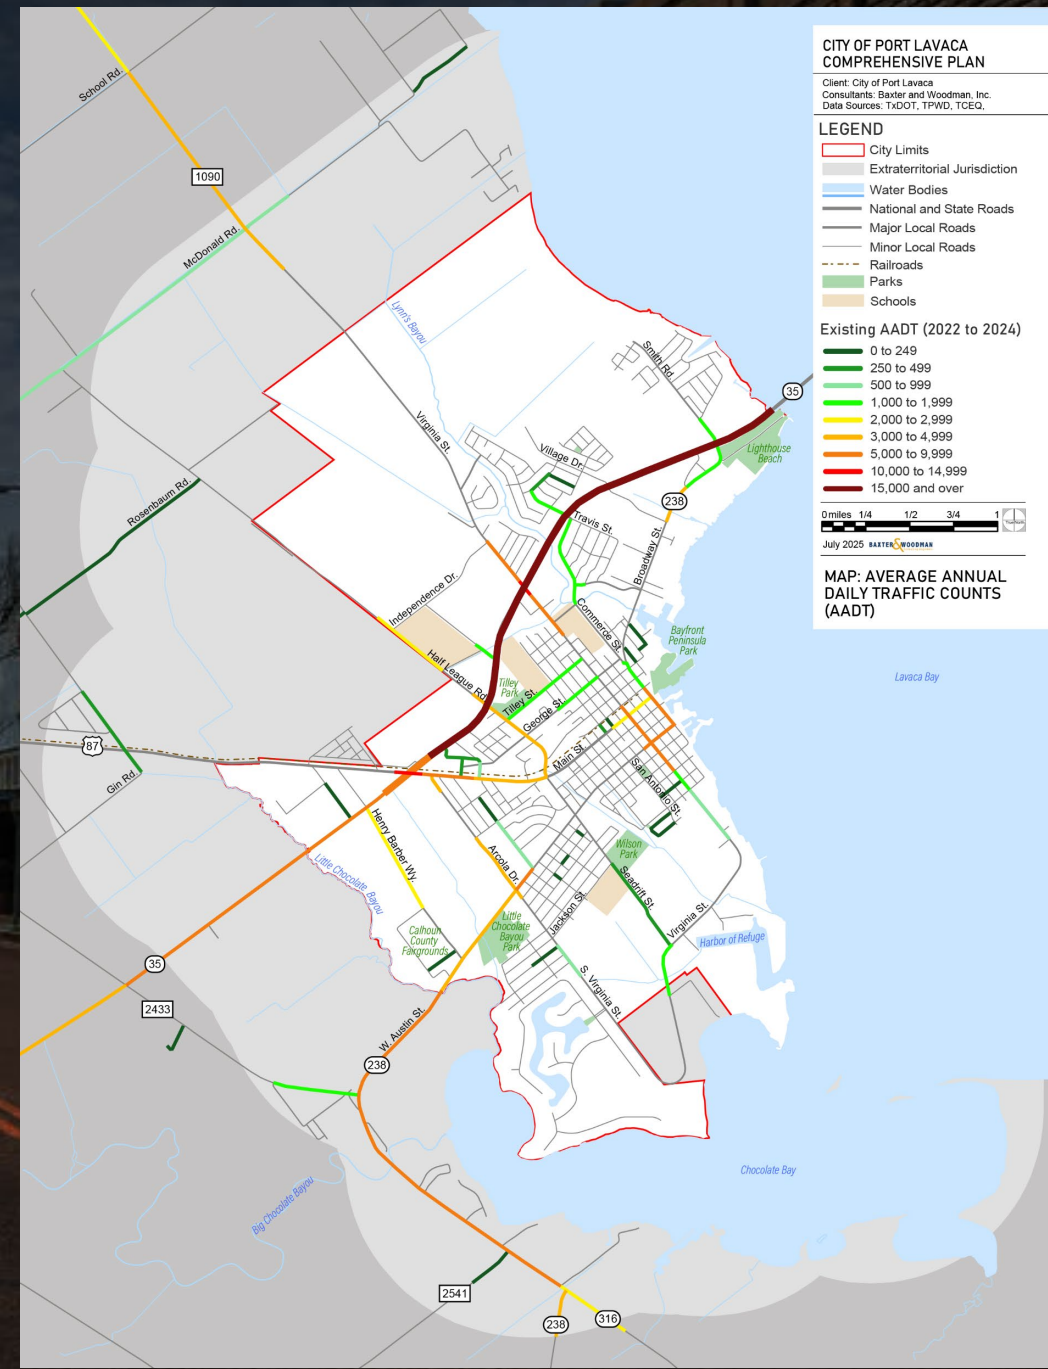 CITY OF PORT LAVACA
COMPREHENSIVE PLAN
Client: City of Port Lavaca
Consultants: Baxter and Woodman, Inc.
Data Sources: TxDOT, TPWD, TCEQ,
LEGEND
City Limits
Extraterritorial Jurisdiction
Water Bodies
National and State Roads
Major Local Roads
Minor Local Roads
Railroads
Parks
Schools
Existing AADT (2022 to 2024)
0 to 249
250 to 499
500 to 999
1,000 to 1,999
2,000 to 2,999
3,000 to 4,999
5,000 to 9,999
10,000 to 14,999
15,000 and over
0 miles 1/4 1/2 3/4 1
July 2025 BAXTER & WOODMAN
MAP: AVERAGE ANNUAL
DAILY TRAFFIC COUNTS
(AADT)
School Rd.
1090
McDonald Rd.
Lynn's Bayou
Smith Rd
35
Virginia St.
Village Dr.
Lighthouse
Beach
Rosenbaum Rd.
238
Travis St.
Broadway St.
Independence Dr.
Commerce St.
Bayfront
Peninsula
Park
Half League Rd.
Tilley
Park
Tilley St.
George St.
Lavaca Bay
87
Main St
Gin Rd.
San Antonio St.
Henry Barber Wy.
Arcola Dr.
Wilson
Park
Little Chocolate Bayou
Seadrift St.
Jackson St
Little
Chocolate
Bayou
Park
Virginia St.
Calhoun
County
Fairgrounds
Harbor of Refuge
35
S. Virginia St.
2433
W. Austin St.
238
Chocolate Bay
Big Chocolate Bayou
2541
238
316